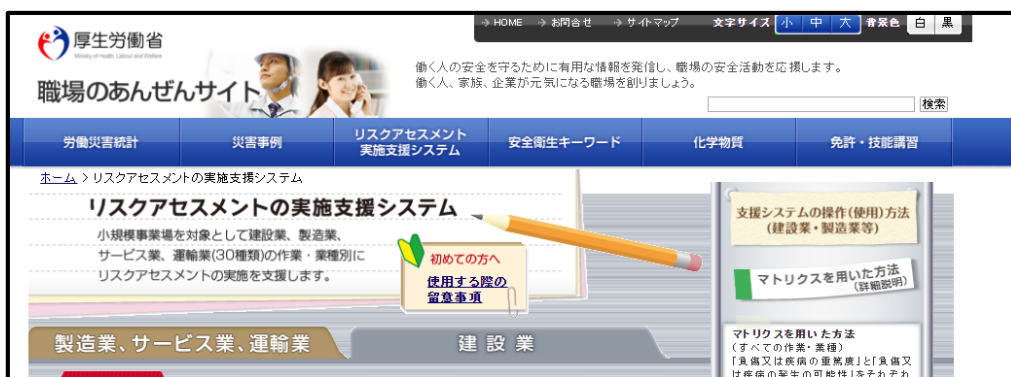 HOME お問合せ サイトマップ 文字サイズ 小 中 大 背景色 白 黒
厚生労働省
Ministry of Health, Labour and Welfare
職場のあんぜんサイト
働く人の安全を守るために有用な情報を発信し、職場の安全活動を応援します。
働く人、家族、企業が元気になる職場を創りましょう。
検索
労働災害統計
災害事例
リスクアセスメント
実施支援システム
安全衛生キーワード
化学物質
免許・技能講習
ホーム > リスクアセスメントの実施支援システム
リスクアセスメントの実施支援システム
小規模事業場を対象として建設業、製造業、
サービス業、運輸業(30種類)の作業・業種別に
リスクアセスメントの実施を支援します。
初めての方へ
使用する際の
留意事項
製造業、サービス業、運輸業
建設業
支援システムの操作(使用)方法
(建設業・製造業等)
マトリクスを用いた方法
(詳細説明)
マトリクスを用いた方法
(すべての作業・業種)
「負傷又は疾病の重篤度」と「負傷又
は疾病の発生の可能性」をそれぞれ